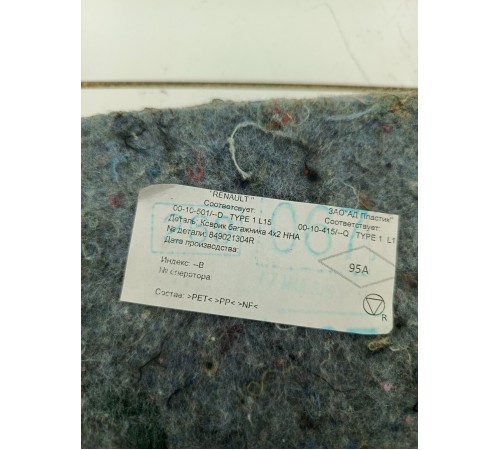 "RENAULT"
ЗАО"АД Пластик"
Соответствует:
Соответствует:
00-10-501/--D TYPE 1 L15
00-10-415/--Q TYPE 1 L1
Деталь: Коврик багажника 4x2 HHA
№ детали: 849021304R
Дата производства:
95A
Индекс: --B
№ оператора:
R
Состав: >PET< >PP< >NF<